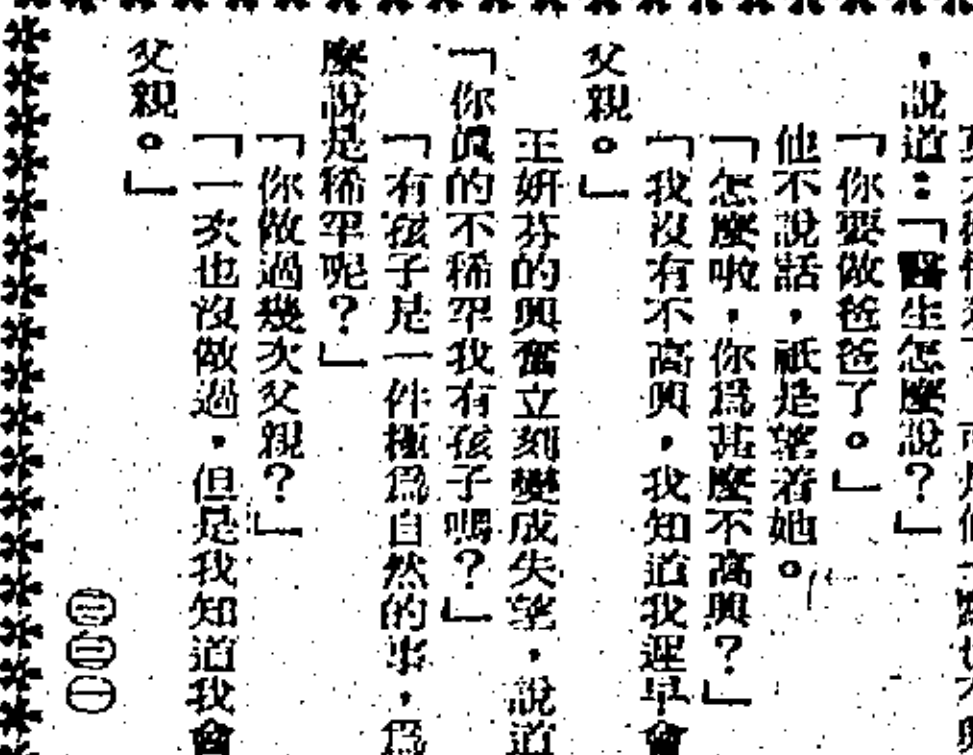 ，說道：「醫生怎麼說？」
「你要做爸爸了。」
他不說話，祇是望着她。
「怎麼啦，你爲甚麼不高興？」
「我沒有不高興，我知道我遲早會
父親。」
王妍芬的興奮立刻變成失望，說道
「你眞的不稀罕我有孩子嗎？」
「有孩子是一件極爲自然的事，爲
麼說是稀罕呢？」
「你做過幾次父親？」
「一次也沒做過，但是我知道我會
父親。」